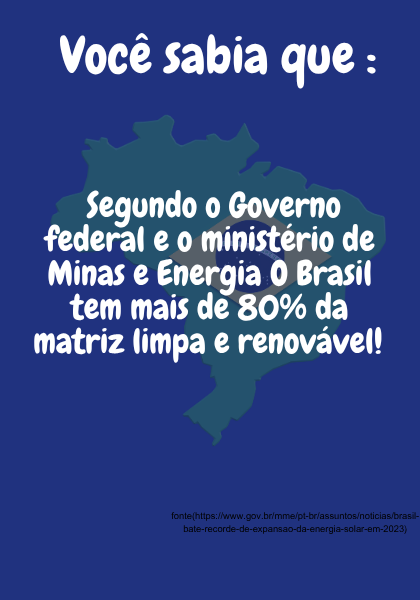 Você sabia que :
Segundo o Governo
federal e o ministério de
Minas e Energia O Brasil
tem mais de 80% da
matriz limpa e renovável!
fonte(https://www.gov.br/mme/pt-br/assuntos/noticias/brasil-
bate-recorde-de-expansao-da-energia-solar-em-2023)